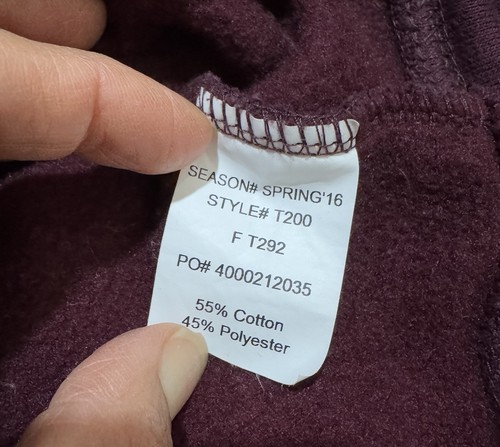 SEASON# SPRING'16
STYLE# T200
F T292
PO# 4000212035
55% Cotton
45% Polyester